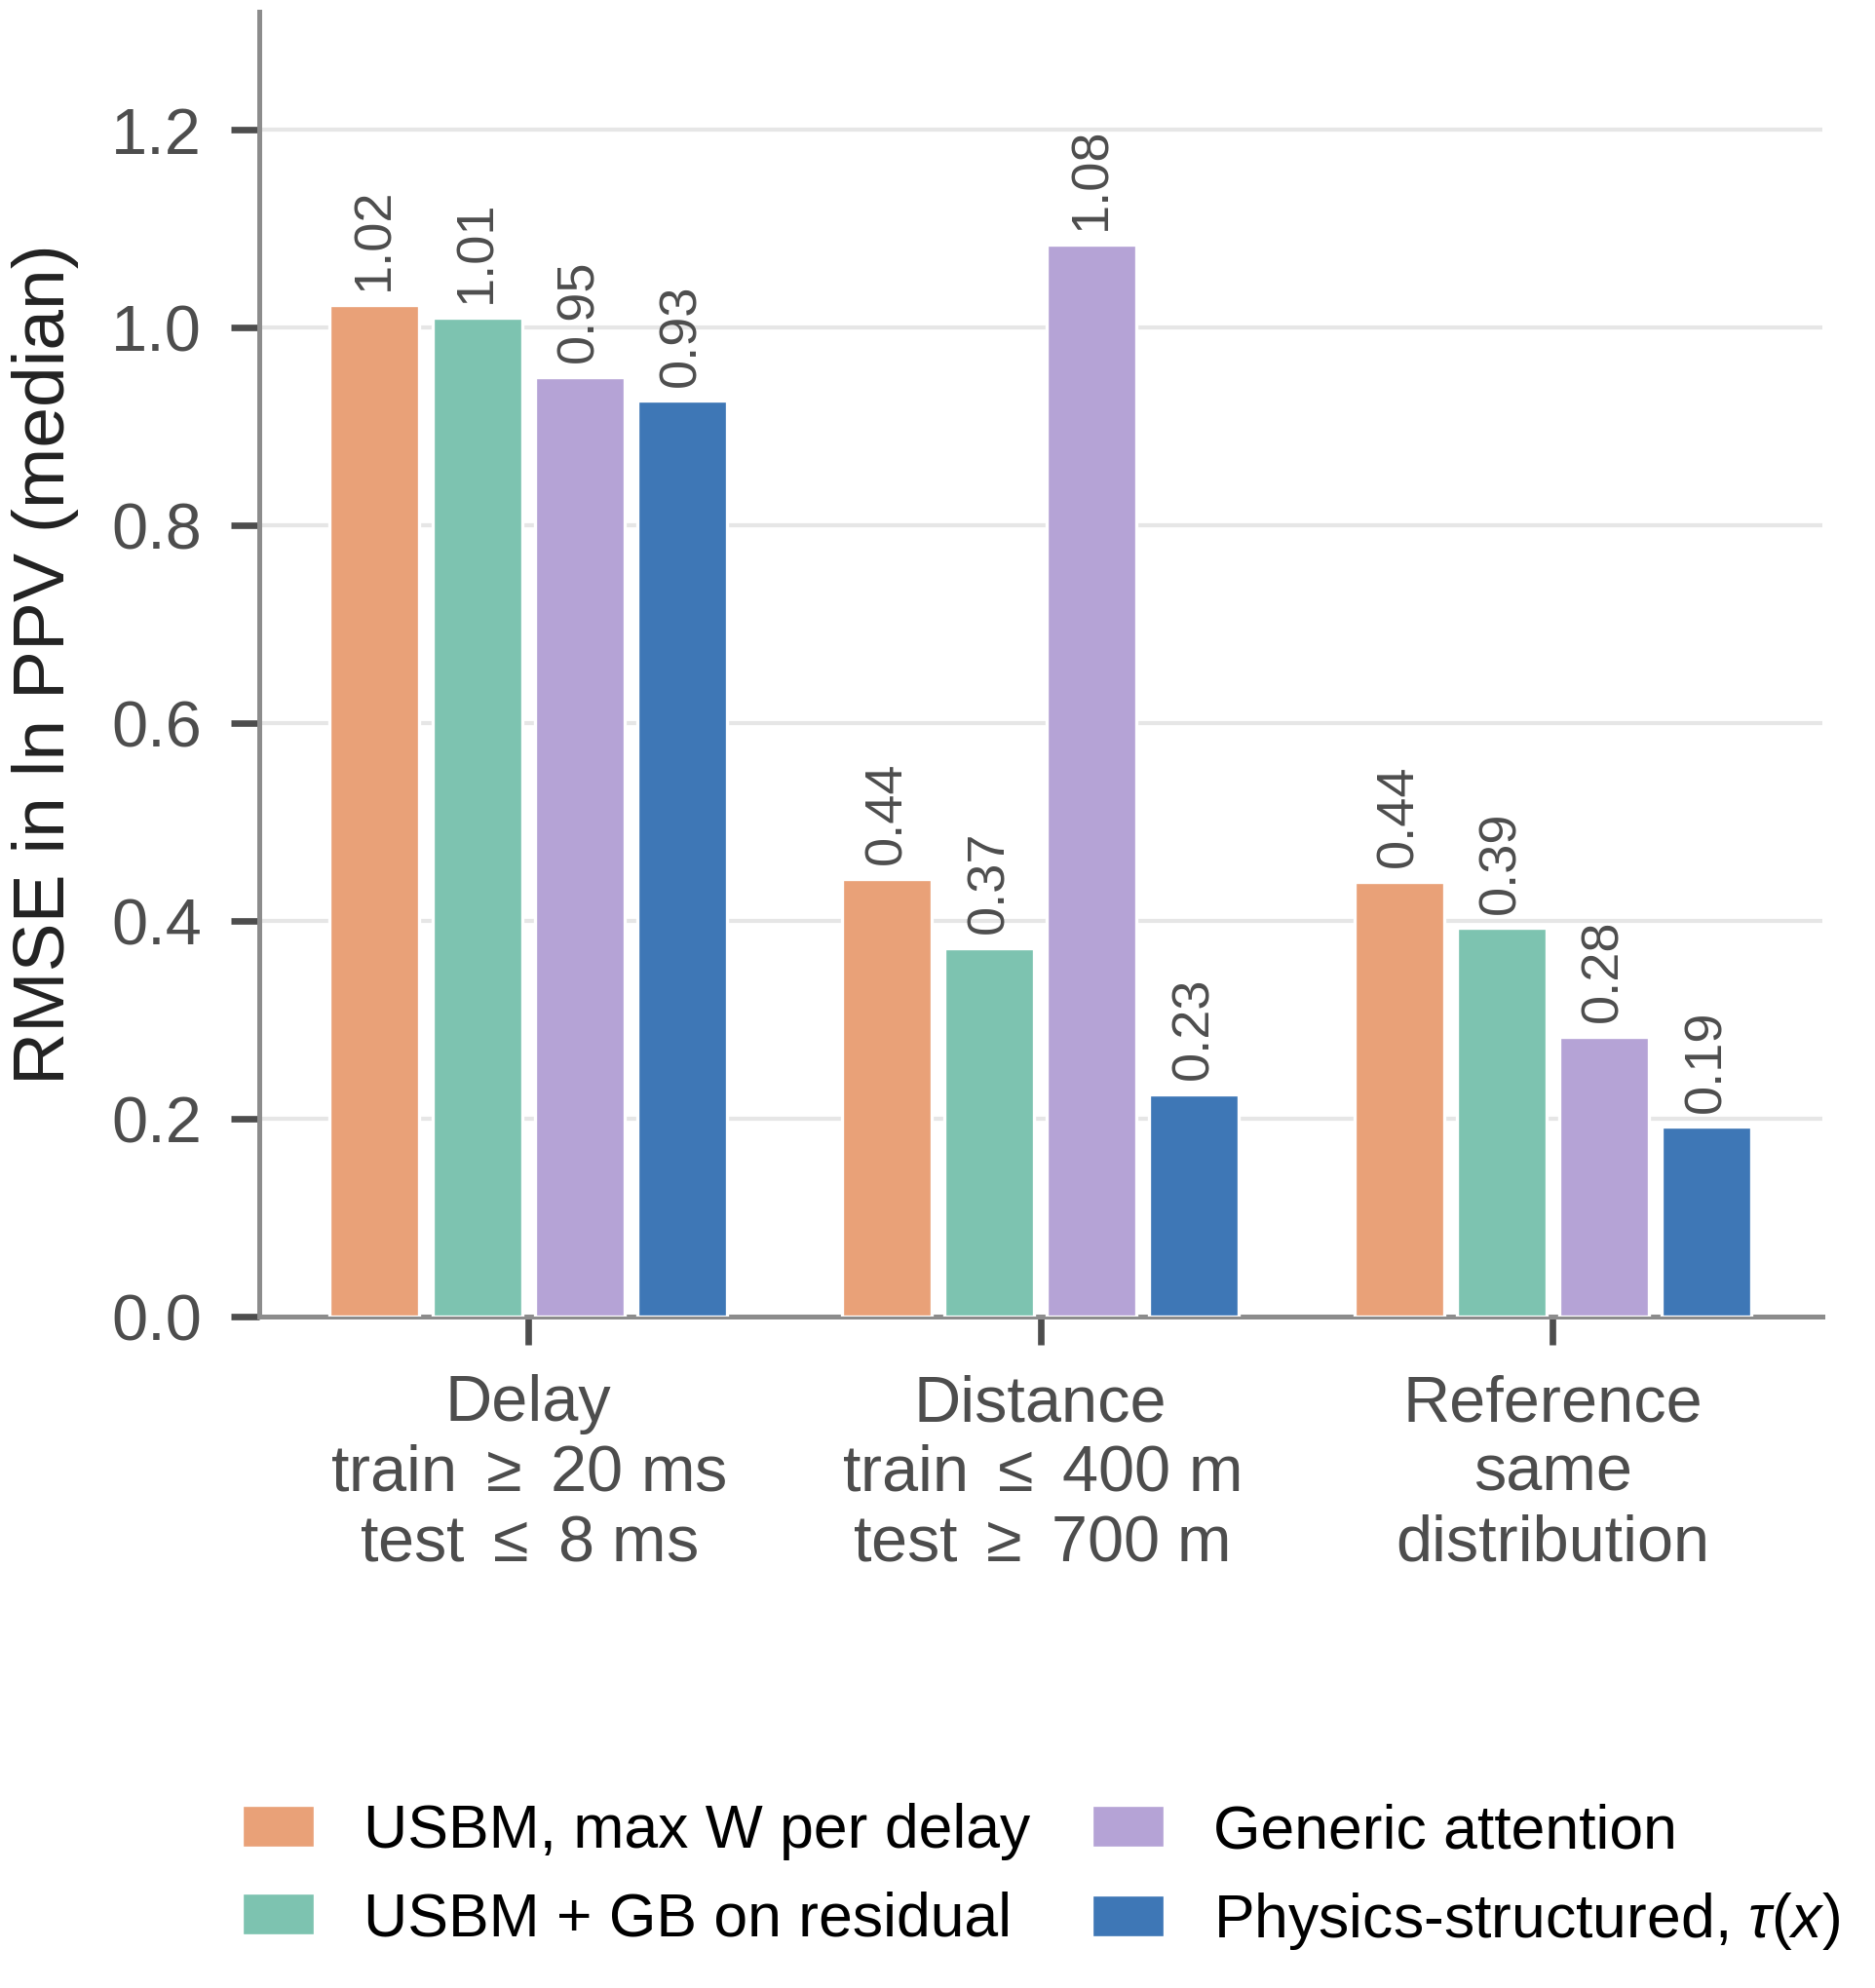 RMSE in ln PPV (median)
1.2
1.0
0.8
0.6
0.4
0.2
0.0
1.02
1.01
0.95
0.93
0.44
0.37
1.08
0.23
0.44
0.39
0.28
0.19
Delay
train ≥ 20 ms
test ≤ 8 ms
Distance
train ≤ 400 m
test ≥ 700 m
Reference
same
distribution
USBM, max W per delay
USBM + GB on residual
Generic attention
Physics-structured, τ(x)